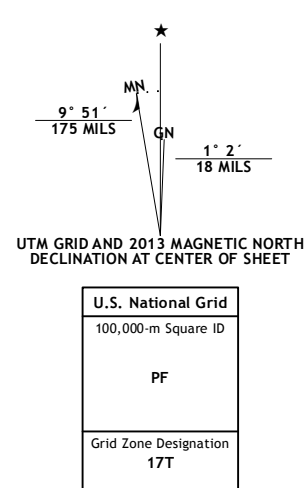 ★
MN
9° 51´
175 MILS
GN
1° 2´
18 MILS
UTM GRID AND 2013 MAGNETIC NORTH
DECLINATION AT CENTER OF SHEET
U.S. National Grid
100,000-m Square ID
PF
Grid Zone Designation
17T